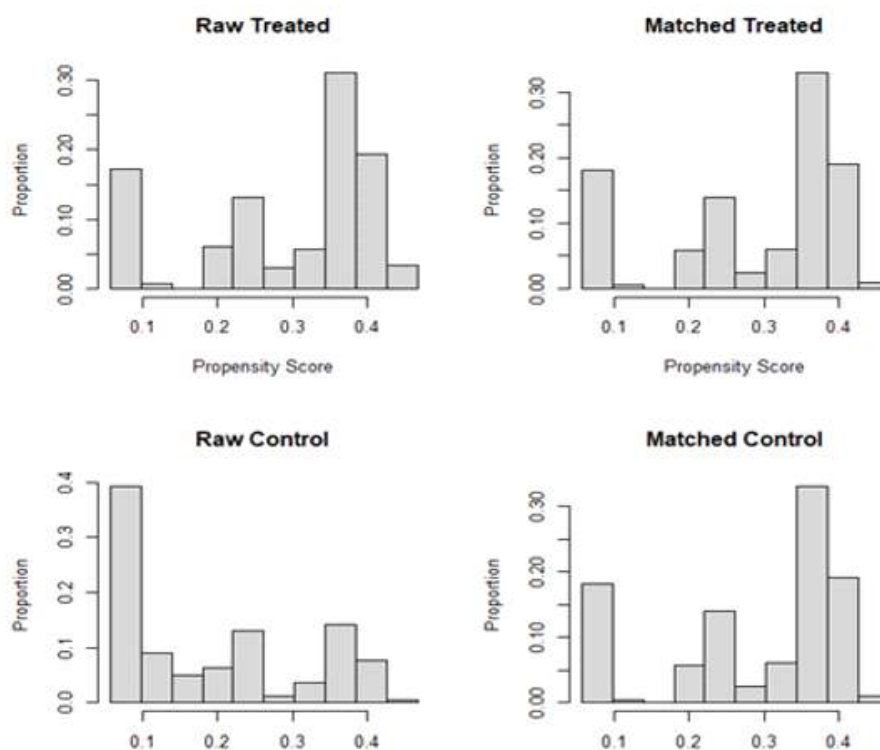 Raw Treated
Proportion
0.00 0.10 0.20 0.30
0.1 0.2 0.3 0.4
Propensity Score
Matched Treated
Proportion
0.00 0.10 0.20 0.30
0.1 0.2 0.3 0.4
Propensity Score
Raw Control
Proportion
0.0 0.1 0.2 0.3 0.4
0.1 0.2 0.3 0.4
Matched Control
Proportion
0.00 0.10 0.20 0.30
0.1 0.2 0.3 0.4